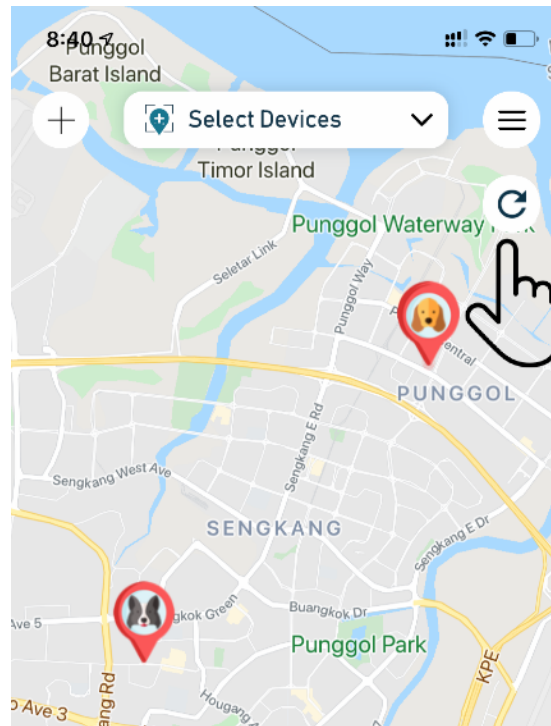 8:40
Punggol
Barat Island
Select Devices
Timor Island
Punggol Waterway
Seletar Link
Punggol Way
Central
PUNGGOL
Sengkang E Rd
Sengkang West Ave
SENGKANG
Sengkang E Dr
Buangkok Dr
Ave 5
Punggol Park
KPE
Hougang
Ave 3